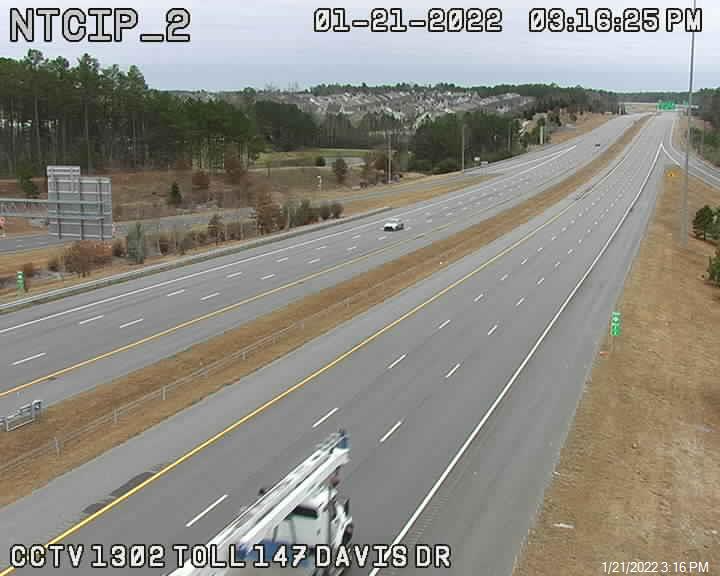 NTCIP_2 01-21-2022 03:16:25 PM
CCTV 1302 TOLL 147 DAVIS DR
1/21/2022 3:16 PM